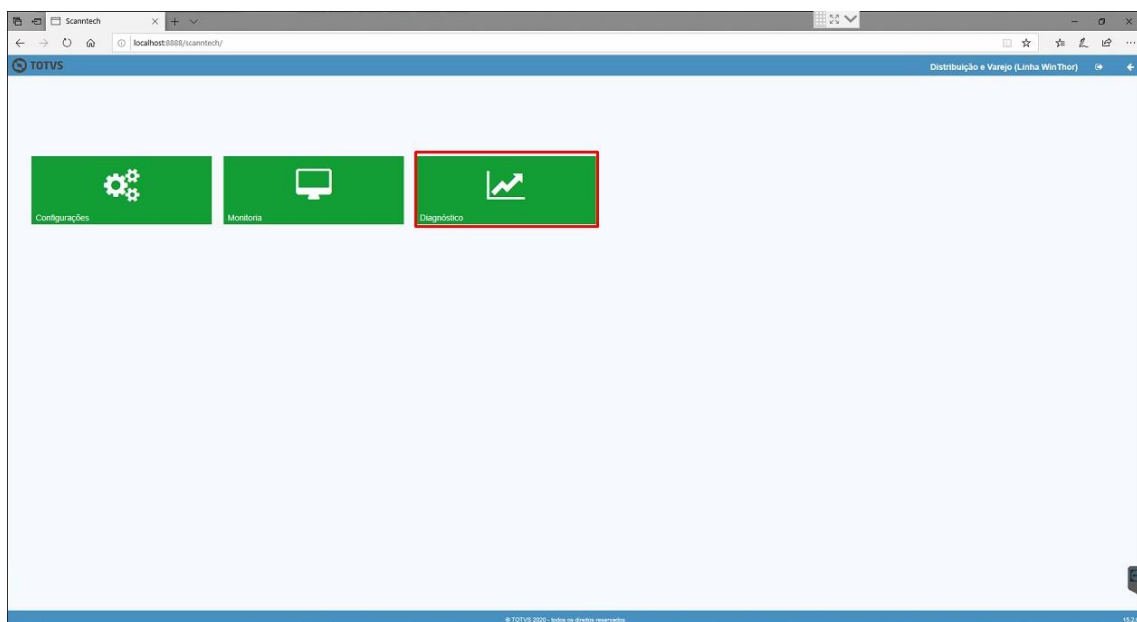 Scanntech
localhost:8888/scanntech/
TOTVS
Distribuição e Varejo (Linha WinThor)
Configurações
Monitoria
Diagnóstico
© TOTVS 2020 - todos os direitos reservados